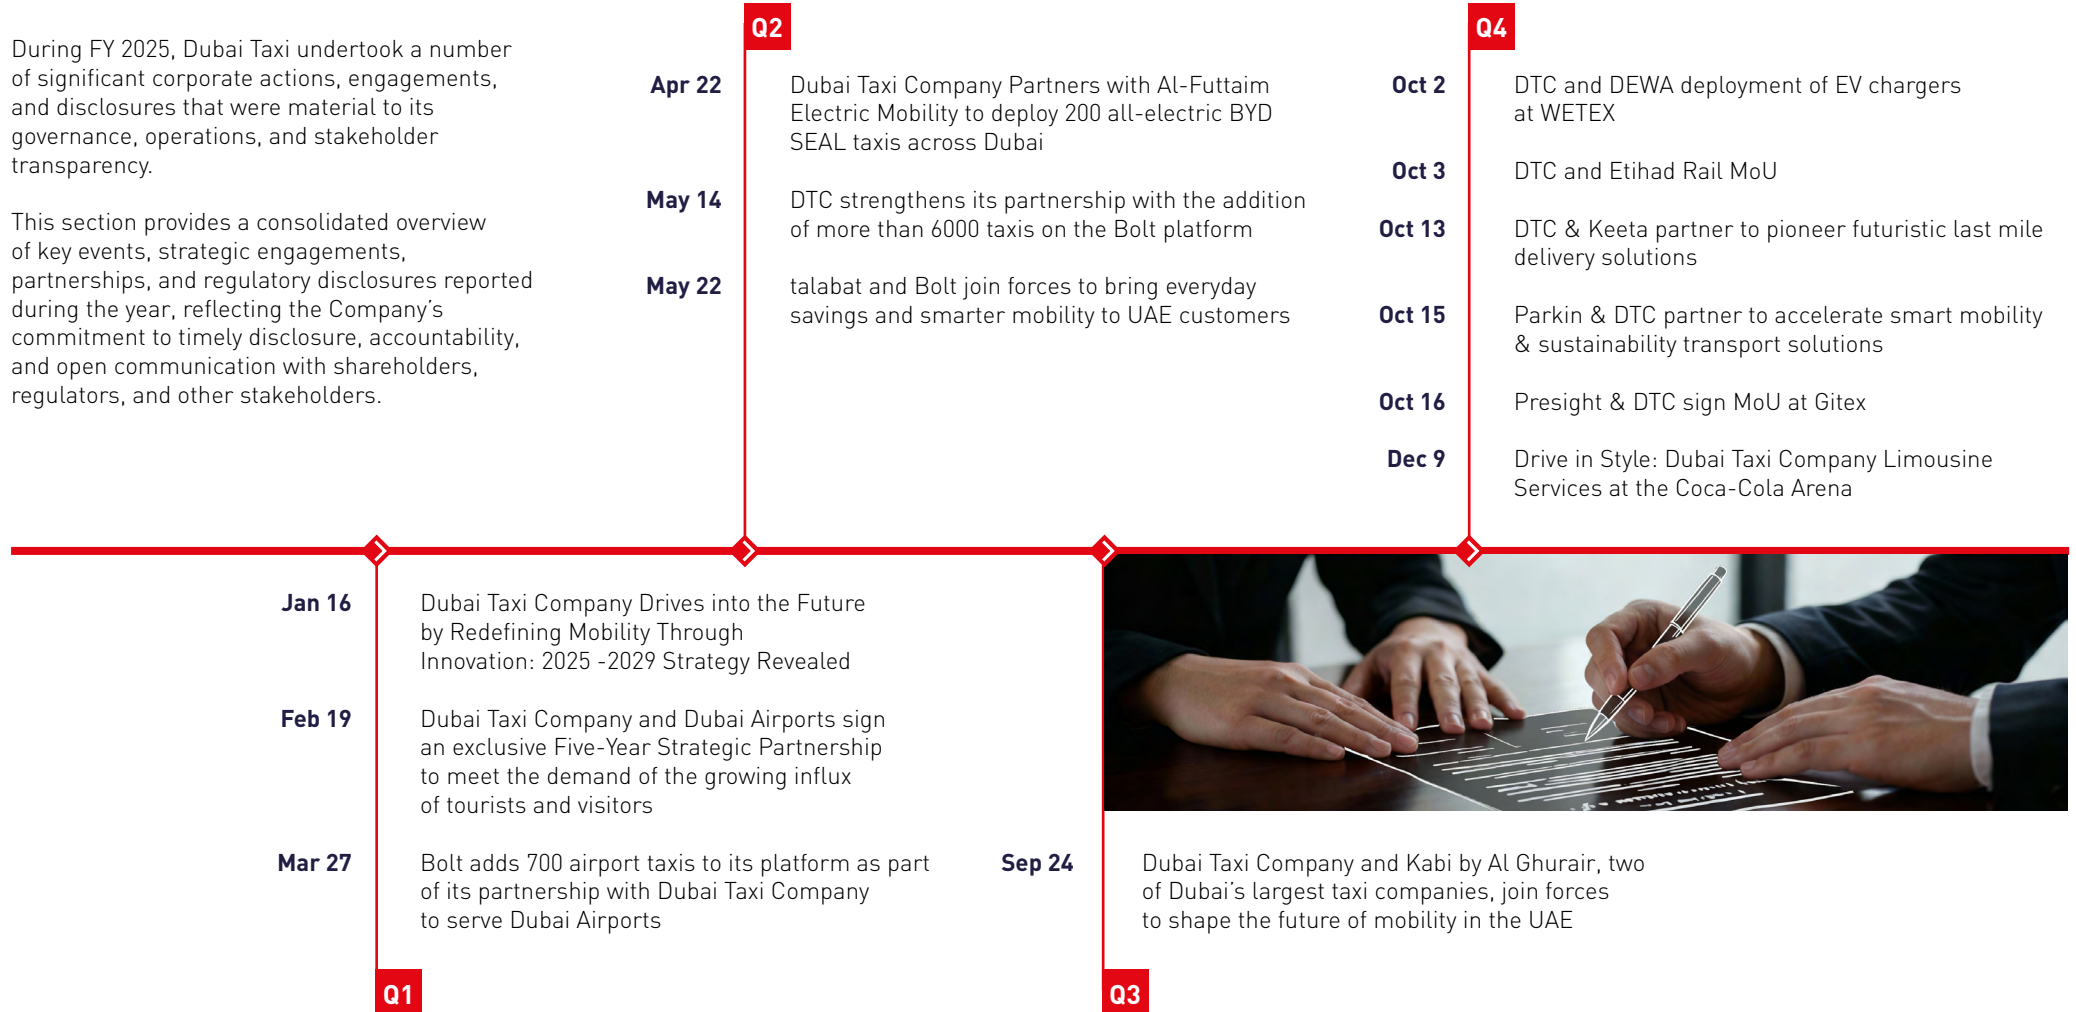 During FY 2025, Dubai Taxi undertook a number
of significant corporate actions, engagements,
and disclosures that were material to its
governance, operations, and stakeholder
transparency.
This section provides a consolidated overview
of key events, strategic engagements,
partnerships, and regulatory disclosures reported
during the year, reflecting the Company’s
commitment to timely disclosure, accountability,
and open communication with shareholders,
regulators, and other stakeholders.
Jan 16
Dubai Taxi Company Drives into the Future
by Redefining Mobility Through
Innovation: 2025 -2029 Strategy Revealed
Feb 19
Dubai Taxi Company and Dubai Airports sign
an exclusive Five-Year Strategic Partnership
to meet the demand of the growing influx
of tourists and visitors
Mar 27
Bolt adds 700 airport taxis to its platform as part
of its partnership with Dubai Taxi Company
to serve Dubai Airports
Q1
Q2
Apr 22
Dubai Taxi Company Partners with Al-Futtaim
Electric Mobility to deploy 200 all-electric BYD
SEAL taxis across Dubai
May 14
DTC strengthens its partnership with the addition
of more than 6000 taxis on the Bolt platform
May 22
talabat and Bolt join forces to bring everyday
savings and smarter mobility to UAE customers
Sep 24
Dubai Taxi Company and Kabi by Al Ghurair, two
of Dubai’s largest taxi companies, join forces
to shape the future of mobility in the UAE
Q3
Q4
Oct 2
DTC and DEWA deployment of EV chargers
at WETEX
Oct 3
DTC and Etihad Rail MoU
Oct 13
DTC & Keeta partner to pioneer futuristic last mile
delivery solutions
Oct 15
Parkin & DTC partner to accelerate smart mobility
& sustainability transport solutions
Oct 16
Presight & DTC sign MoU at Gitex
Dec 9
Drive in Style: Dubai Taxi Company Limousine
Services at the Coca-Cola Arena